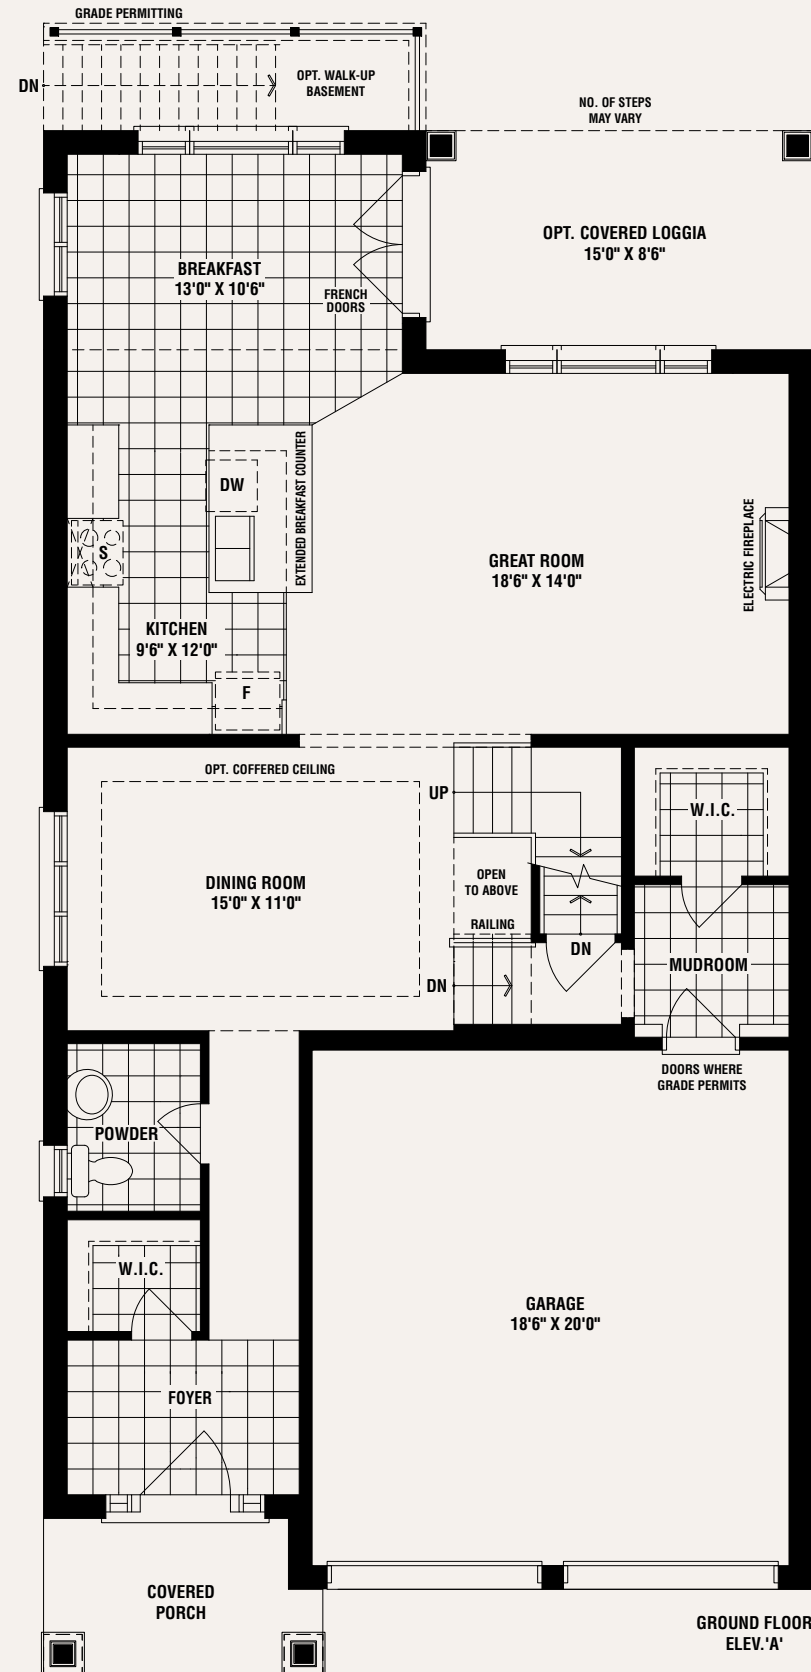 GRADE PERMITTING
DN
OPT. WALK-UP
BASEMENT
NO. OF STEPS
MAY VARY
OPT. COVERED LOGGIA
15'0" X 8'6"
BREAKFAST
13'0" X 10'6"
FRENCH
DOORS
EXTENDED BREAKFAST COUNTER
DW
S
GREAT ROOM
18'6" X 14'0"
ELECTRIC FIREPLACE
KITCHEN
9'6" X 12'0"
F
OPT. COFFERED CEILING
UP
W.I.C.
DINING ROOM
15'0" X 11'0"
OPEN
TO ABOVE
RAILING
DN
MUDROOM
DN
DOORS WHERE
GRADE PERMITS
POWDER
W.I.C.
GARAGE
18'6" X 20'0"
FOYER
COVERED
PORCH
GROUND FLOOR
ELEV.'A'